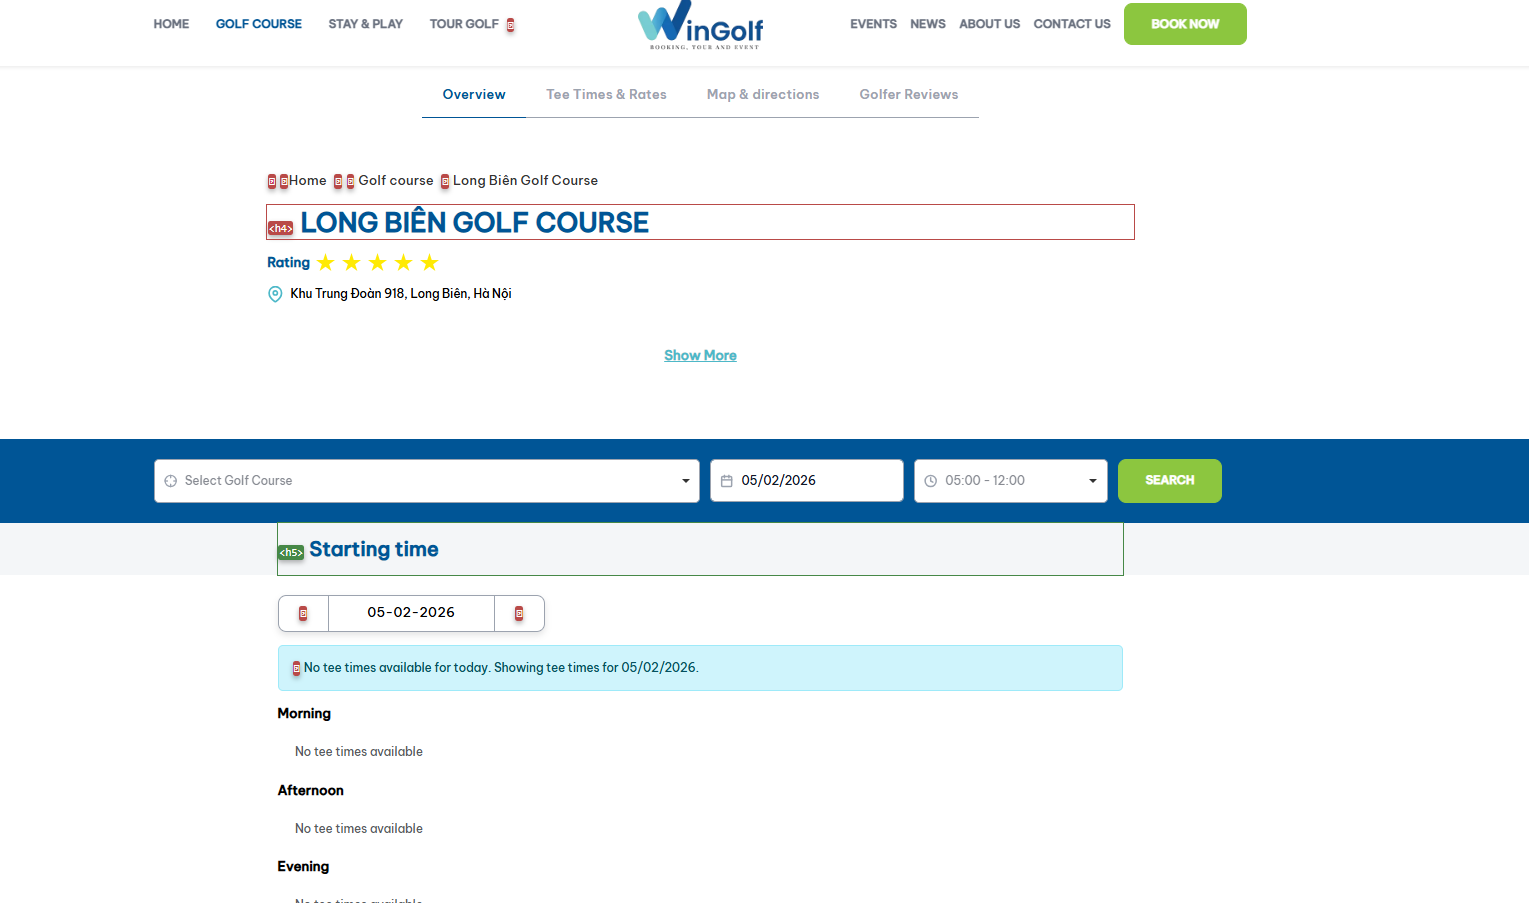 HOME GOLF COURSE STAY & PLAY TOUR GOLF WinGolf EVENTS NEWS ABOUT US CONTACT US BOOK NOW
BOOKING, TOUR AND EVENT
Overview Tee Times & Rates Map & directions Golfer Reviews
Home Golf course Long Biên Golf Course
<h4> LONG BIÊN GOLF COURSE
Rating ★ ★ ★ ★ ★
Khu Trung Đoàn 918, Long Biên, Hà Nội
Show More
Select Golf Course 05/02/2026 05:00 - 12:00 SEARCH
<h5> Starting time
05-02-2026
No tee times available for today. Showing tee times for 05/02/2026.
Morning
No tee times available
Afternoon
No tee times available
Evening